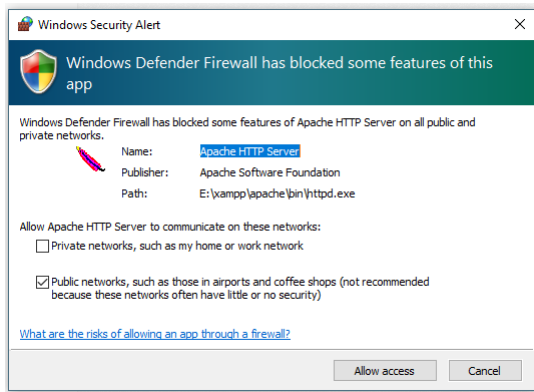 Windows Security Alert
Windows Defender Firewall has blocked some features of this
app
Windows Defender Firewall has blocked some features of Apache HTTP Server on all public and
private networks.
Name: Apache HTTP Server
Publisher: Apache Software Foundation
Path: E:\xampp\apache\bin\httpd.exe
Allow Apache HTTP Server to communicate on these networks:
Private networks, such as my home or work network
Public networks, such as those in airports and coffee shops (not recommended
because these networks often have little or no security)
What are the risks of allowing an app through a firewall?
Allow access Cancel